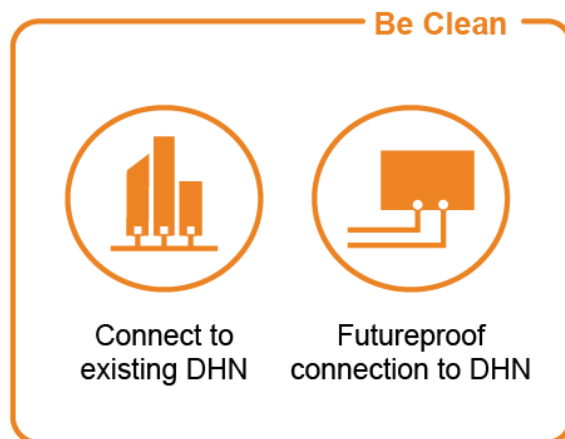 Be Clean
Connect to
existing DHN
Futureproof
connection to DHN